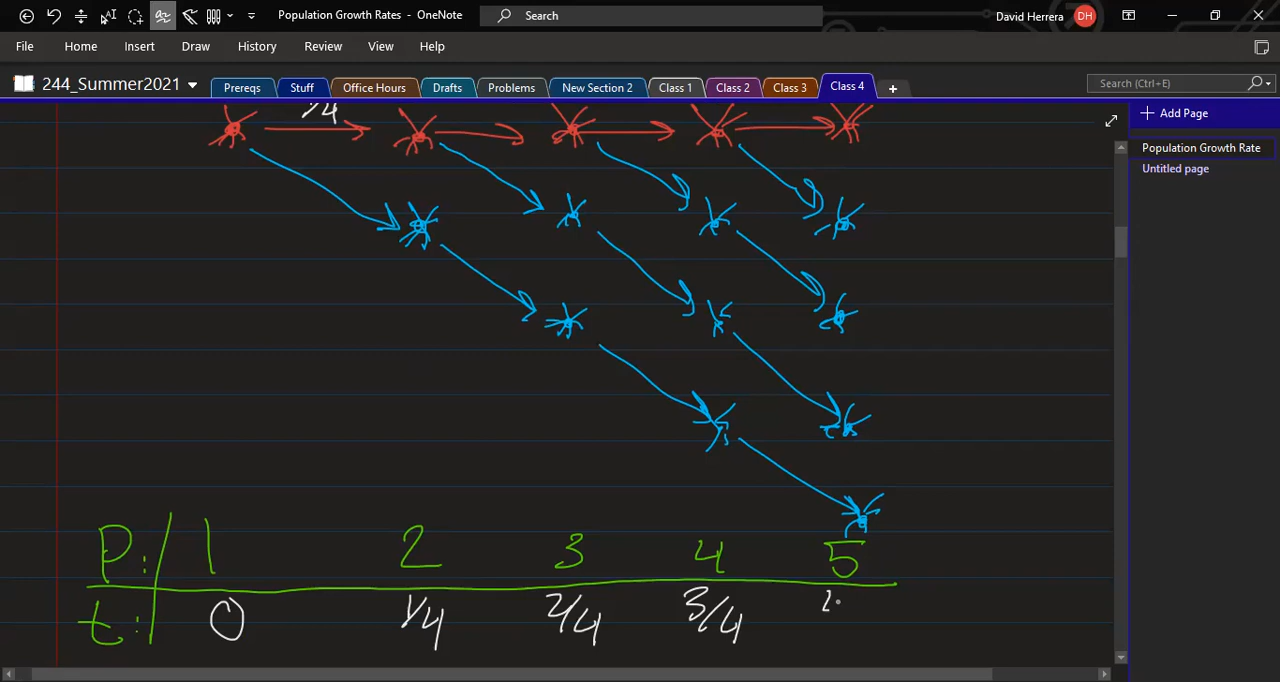 Population Growth Rates - OneNote
Search
David Herrera DH
File Home Insert Draw History Review View Help
244_Summer2021 Prereqs Stuff Office Hours Drafts Problems New Section 2 Class 1 Class 2 Class 3 Class 4 + Search (Ctrl+E)
Add Page
Population Growth Rate
Untitled page
1/4
P: 1 2 3 4 5
t: 0 1/4 2/4 3/4